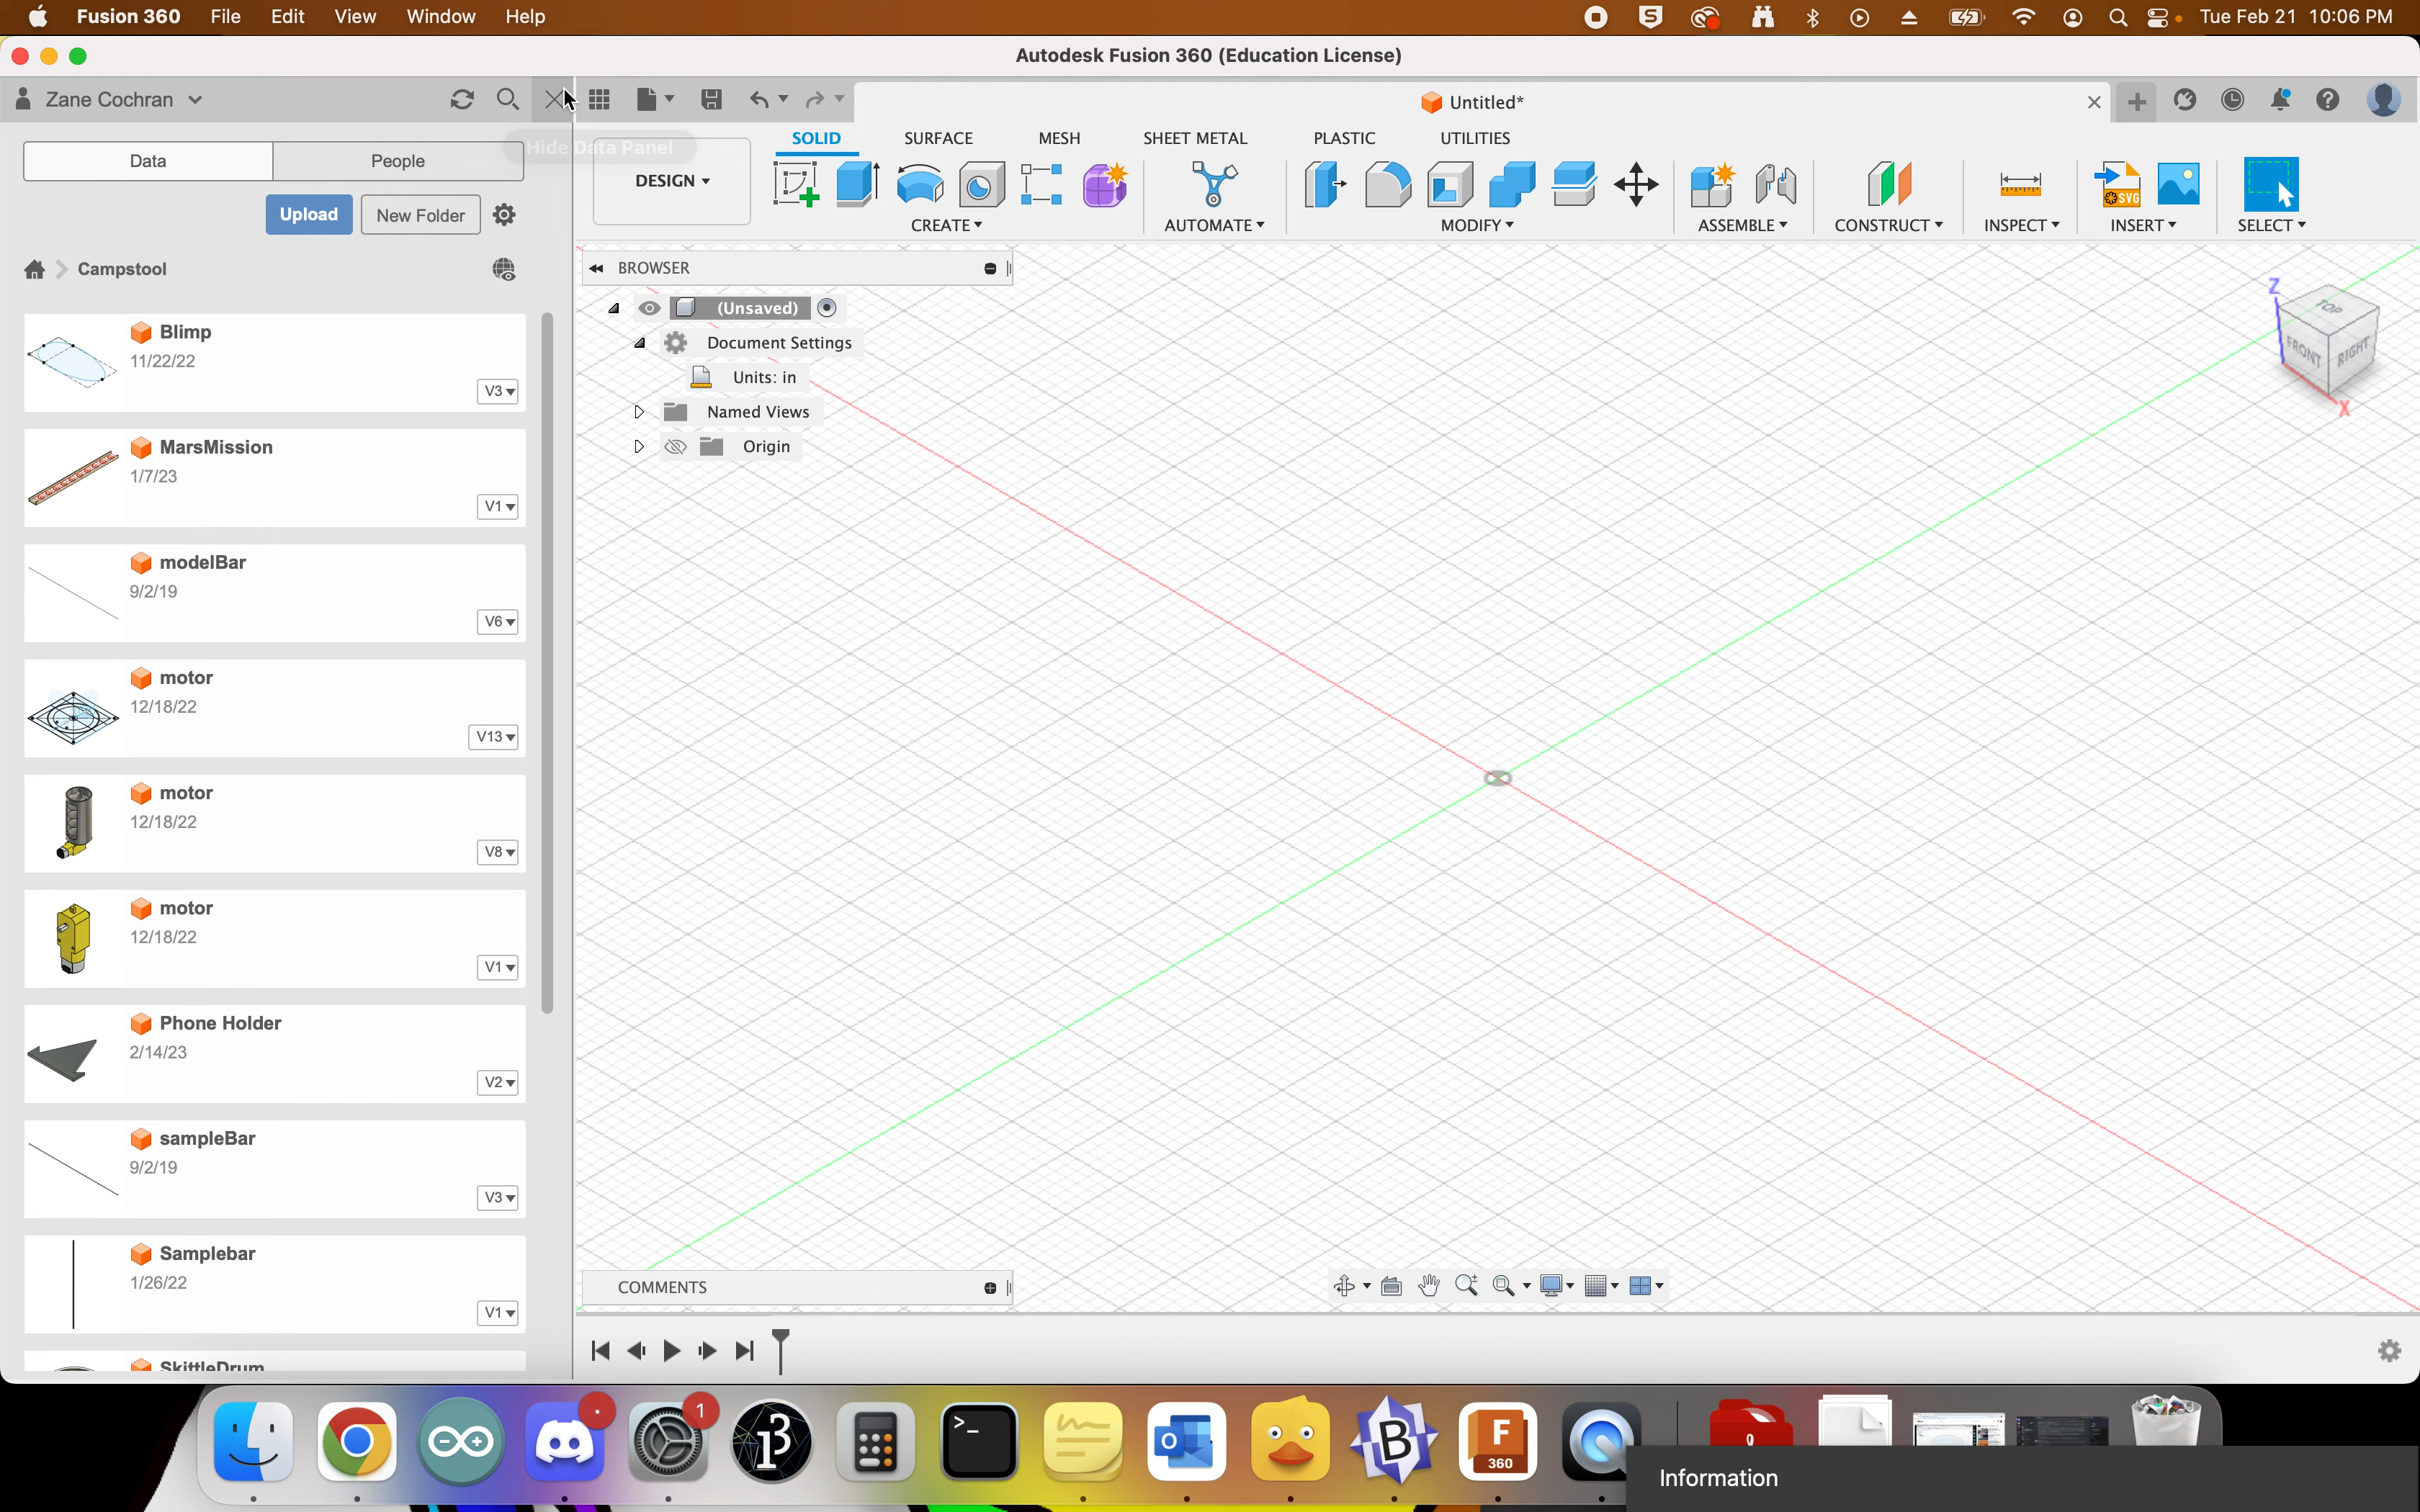 Fusion 360 File Edit View Window Help Tue Feb 21 10:06 PM
Autodesk Fusion 360 (Education License)
Zane Cochran
Untitled*
Data People
Hide Data Panel
Upload New Folder
Campstool
DESIGN
SOLID SURFACE MESH SHEET METAL PLASTIC UTILITIES
CREATE AUTOMATE MODIFY ASSEMBLE CONSTRUCT INSPECT INSERT SELECT
SVG
BROWSER
(Unsaved)
Document Settings
Units: in
Named Views
Origin
Z
TOP
FRONT RIGHT
X
Blimp
11/22/22
V3
MarsMission
1/7/23
V1
modelBar
9/2/19
V6
motor
12/18/22
V13
motor
12/18/22
V8
motor
12/18/22
V1
Phone Holder
2/14/23
V2
sampleBar
9/2/19
V3
Samplebar
1/26/22
V1
SkittleDrum
COMMENTS
1
F
360
Information